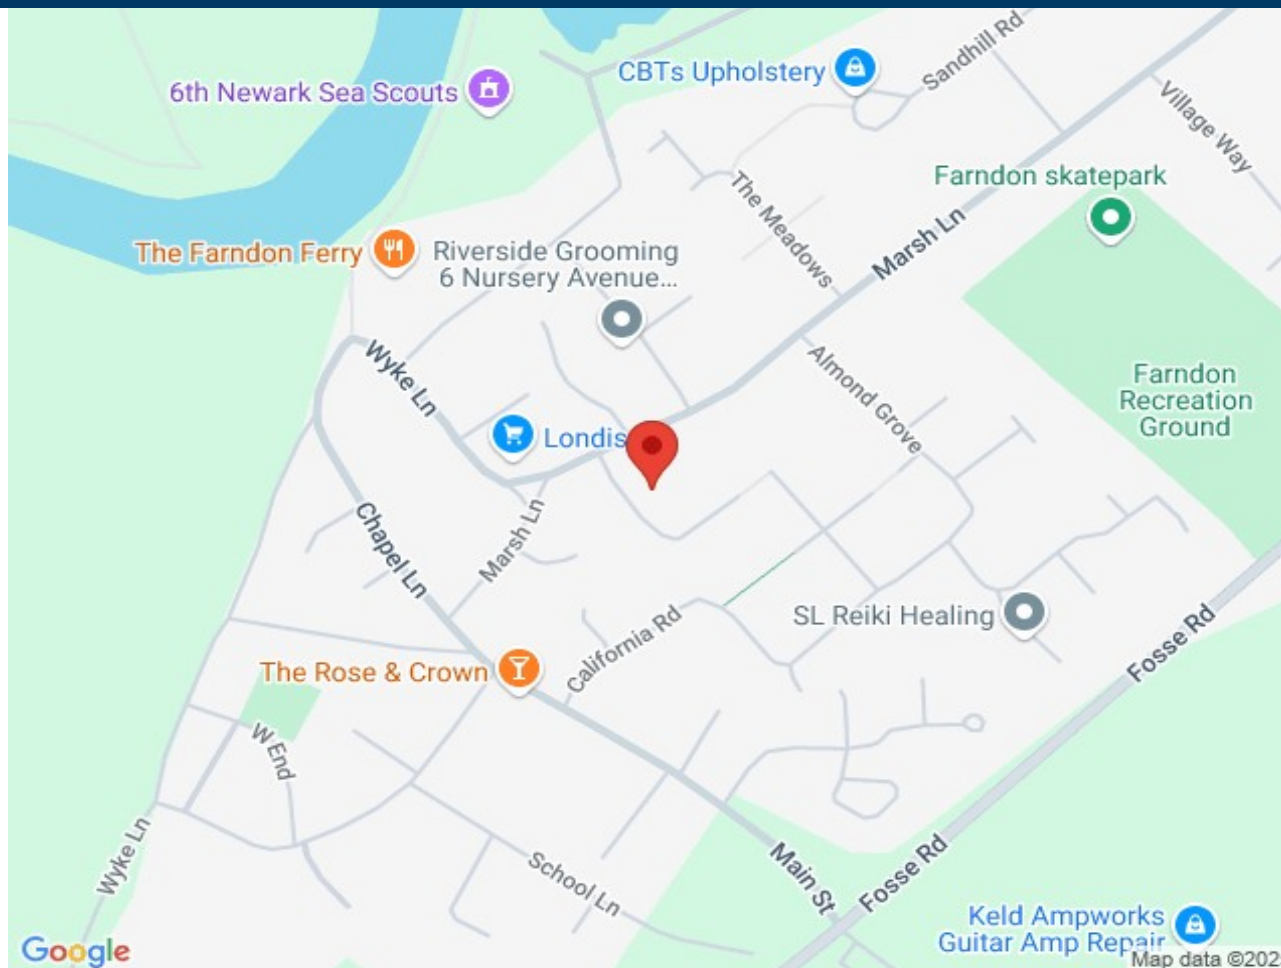 Sandhill Rd
CBTs Upholstery
6th Newark Sea Scouts
Village Way
Farndon skatepark
The Meadows
Marsh Ln
The Farndon Ferry
Riverside Grooming
6 Nursery Avenue...
Wyke Ln
Almond Grove
Farndon
Recreation
Ground
Londis
Chapel Ln
Marsh Ln
California Rd
SL Reiki Healing
Fosse Rd
The Rose & Crown
W End
Wyke Ln
School Ln
Main St
Fosse Rd
Keld Ampworks
Guitar Amp Repair
Google
Map data ©202